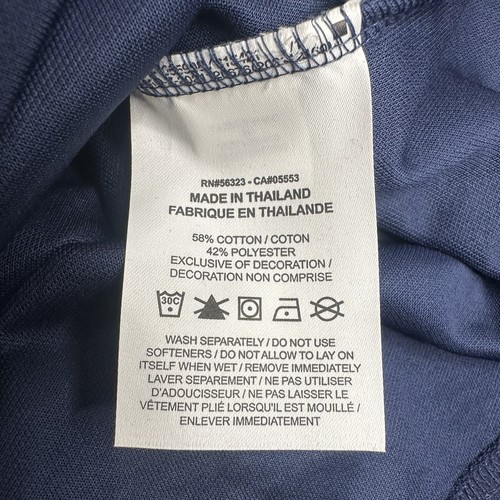 RN#56323 - CA#05553
MADE IN THAILAND
FABRIQUE EN THAILANDE
58% COTTON / COTON
42% POLYESTER
EXCLUSIVE OF DECORATION /
DECORATION NON COMPRISE
30C
WASH SEPARATELY / DO NOT USE
SOFTENERS / DO NOT ALLOW TO LAY ON
ITSELF WHEN WET / REMOVE IMMEDIATELY
LAVER SEPAREMENT / NE PAS UTILISER
D'ADOUCISSEUR / NE PAS LAISSER LE
VÊTEMENT PLIÉ LORSQU'IL EST MOUILLÉ /
ENLEVER IMMEDIATEMENT